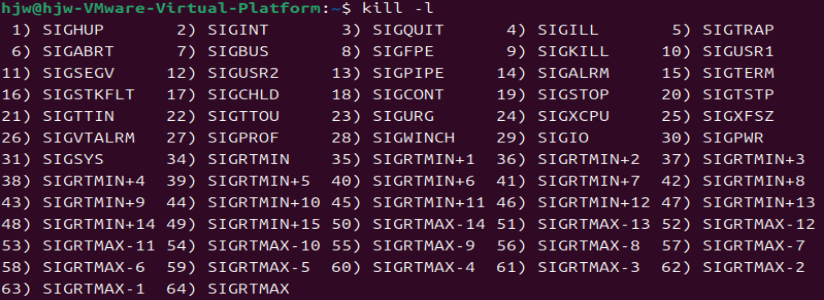 hjw@hjw-VMware-Virtual-Platform:~$ kill -l
 1) SIGHUP       2) SIGINT       3) SIGQUIT      4) SIGILL       5) SIGTRAP
 6) SIGABRT      7) SIGBUS       8) SIGFPE       9) SIGKILL     10) SIGUSR1
11) SIGSEGV     12) SIGUSR2     13) SIGPIPE     14) SIGALRM     15) SIGTERM
16) SIGSTKFLT   17) SIGCHLD     18) SIGCONT     19) SIGSTOP     20) SIGTSTP
21) SIGTTIN     22) SIGTTOU     23) SIGURG      24) SIGXCPU     25) SIGXFSZ
26) SIGVTALRM   27) SIGPROF     28) SIGWINCH    29) SIGIO       30) SIGPWR
31) SIGSYS      34) SIGRTMIN    35) SIGRTMIN+1  36) SIGRTMIN+2  37) SIGRTMIN+3
38) SIGRTMIN+4  39) SIGRTMIN+5  40) SIGRTMIN+6  41) SIGRTMIN+7  42) SIGRTMIN+8
43) SIGRTMIN+9  44) SIGRTMIN+10 45) SIGRTMIN+11 46) SIGRTMIN+12 47) SIGRTMIN+13
48) SIGRTMIN+14 49) SIGRTMIN+15 50) SIGRTMAX-14 51) SIGRTMAX-13 52) SIGRTMAX-12
53) SIGRTMAX-11 54) SIGRTMAX-10 55) SIGRTMAX-9  56) SIGRTMAX-8  57) SIGRTMAX-7
58) SIGRTMAX-6  59) SIGRTMAX-5  60) SIGRTMAX-4  61) SIGRTMAX-3  62) SIGRTMAX-2
63) SIGRTMAX-1  64) SIGRTMAX